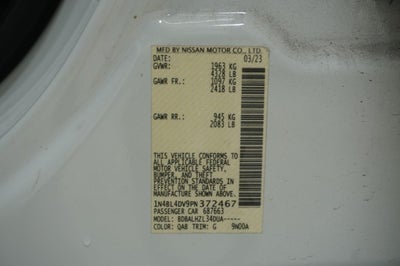 MFD BY NISSAN MOTOR CO., LTD.
DATE: 03/23
GVWR: 1963 KG
4328 LB
GAWR FR.: 1097 KG
2418 LB
GAWR RR.: 945 KG
2083 LB
THIS VEHICLE CONFORMS TO
ALL APPLICABLE FEDERAL
MOTOR VEHICLE SAFETY,
BUMPER, AND THEFT
PREVENTION STANDARDS IN
EFFECT ON THE DATE OF
MANUFACTURE SHOWN ABOVE.
1N4BL4DV9PN372467
PASSENGER CAR 687663
MODEL: BDBALHZL34DUA-----
COLOR: QAB TRIM: G 9N00A